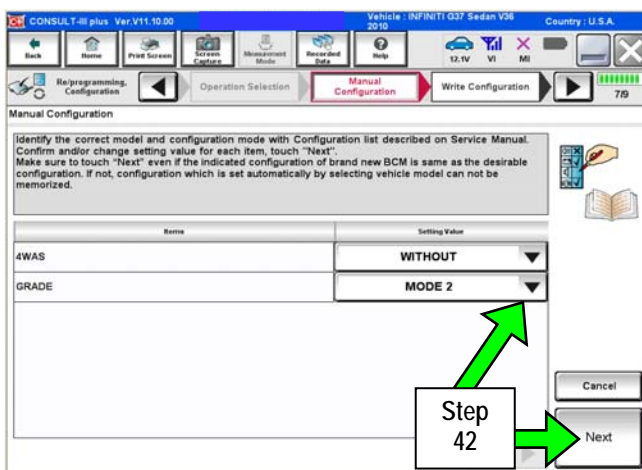 CONSULT-III plus Ver.V11.10.00
Vehicle : INFINITI G37 Sedan V36
2010
Country : U.S.A.
Back
Home
Print Screen
Screen
Capture
Measurement
Mode
Recorded
Data
Help
12.1V
VI
MI
Re/programming,
Configuration
Operation Selection
Manual
Configuration
Write Configuration
7/9
Manual Configuration
Identify the correct model and configuration mode with Configuration list described on Service Manual.
Confirm and/or change setting value for each item, touch "Next".
Make sure to touch "Next" even if the indicated configuration of brand new BCM is same as the desirable
configuration. If not, configuration which is set automatically by selecting vehicle model can not be
memorized.
Items
Setting Value
4WAS
WITHOUT
GRADE
MODE 2
Step
42
Cancel
Next